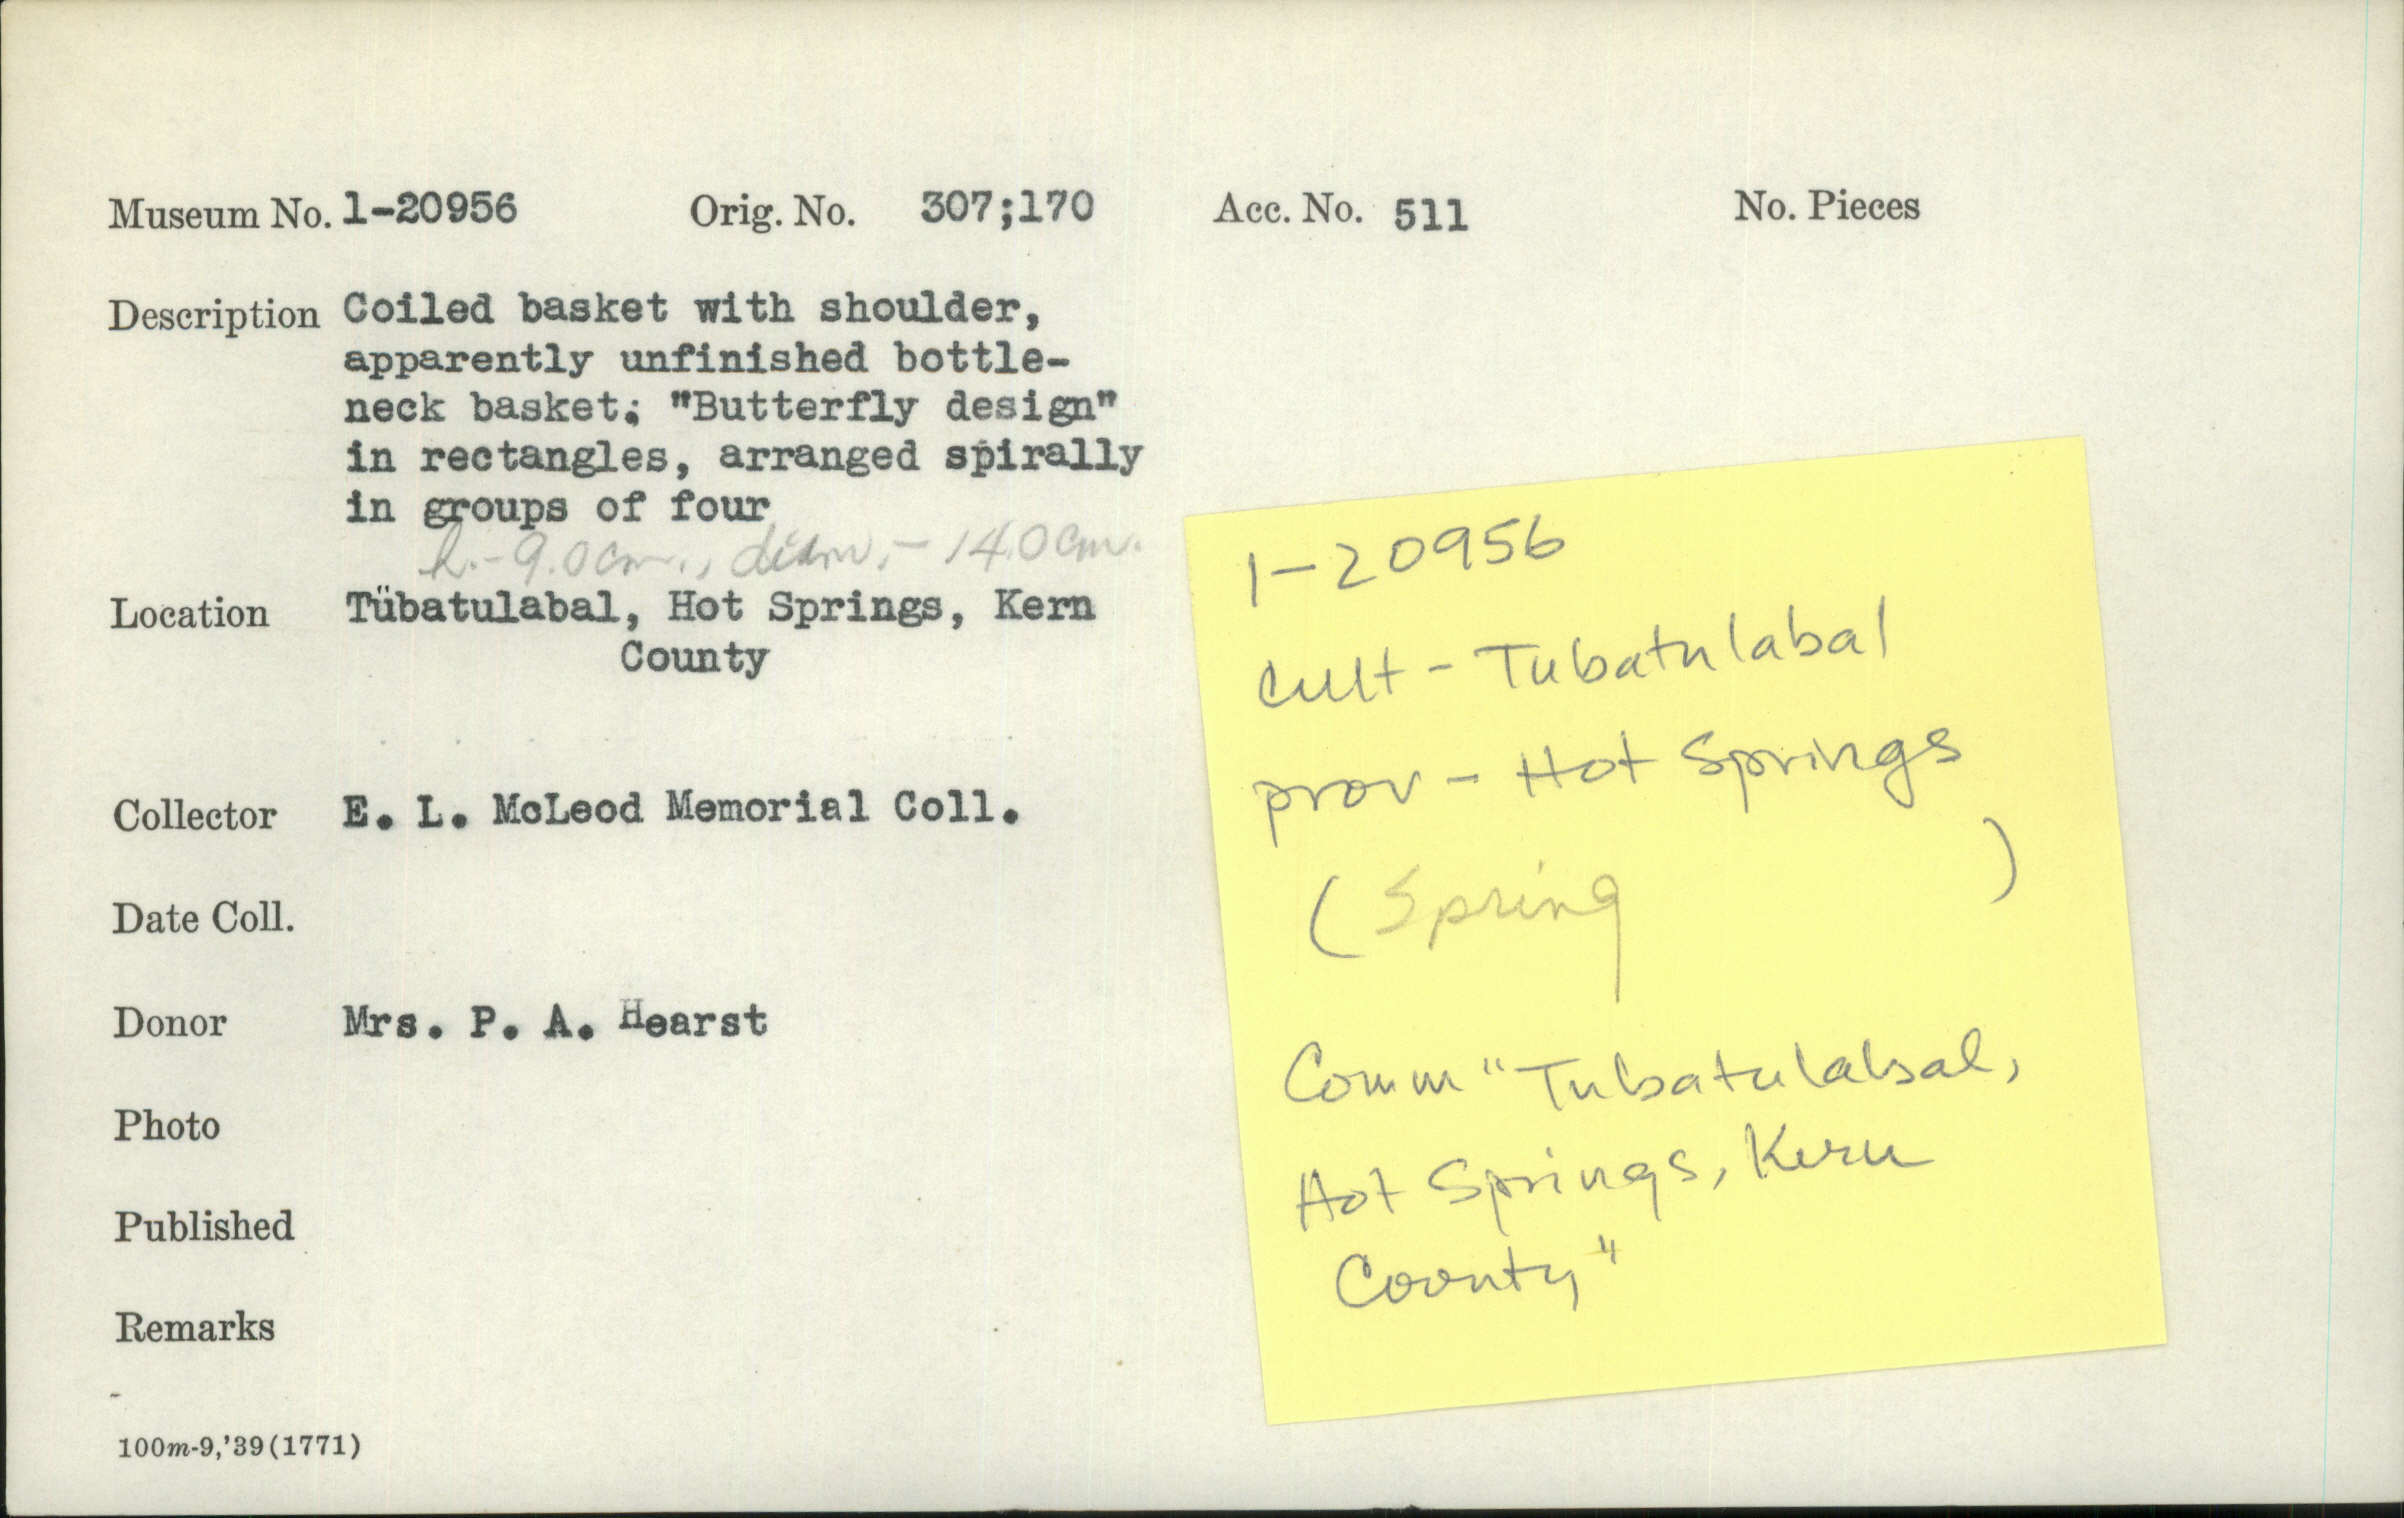 Museum No. 1-20956 Orig. No. 307;170 Acc. No. 511 No. Pieces
Description Coiled basket with shoulder,
apparently unfinished bottle-
neck basket; "Butterfly design"
in rectangles, arranged spirally
in groups of four
h.-9.0cm., diam.- 14.0cm.
Location Tübatulabal, Hot Springs, Kern
County
Collector E. L. McLeod Memorial Coll.
Date Coll.
Donor Mrs. P. A. Hearst
Photo
Published
Remarks
100m-9,'39(1771)
1-20956
Cult - Tubatulabal
prov - Hot Springs
(Spring )
Comm "Tubatulabal,
Hot Springs, Kern
County"